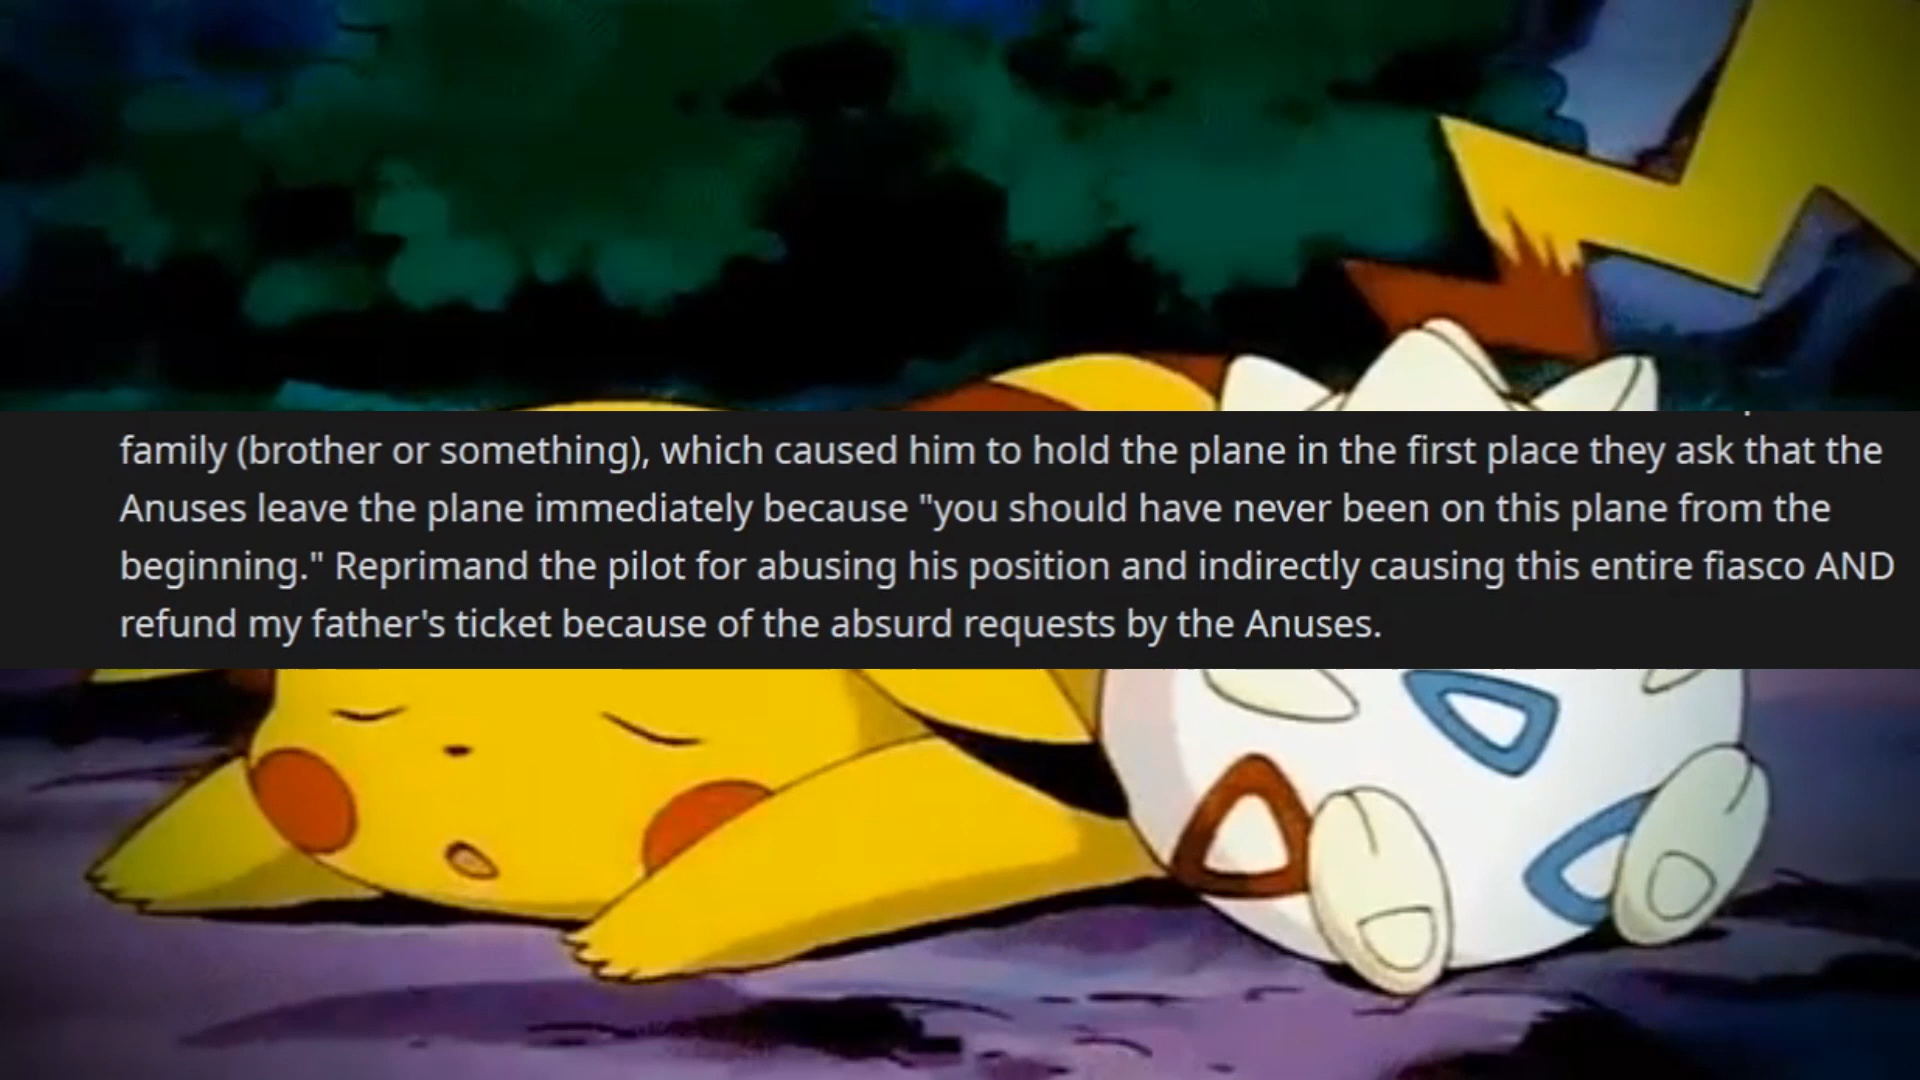 family (brother or something), which caused him to hold the plane in the first place they ask that the
Anuses leave the plane immediately because "you should have never been on this plane from the
beginning." Reprimand the pilot for abusing his position and indirectly causing this entire fiasco AND
refund my father's ticket because of the absurd requests by the Anuses.